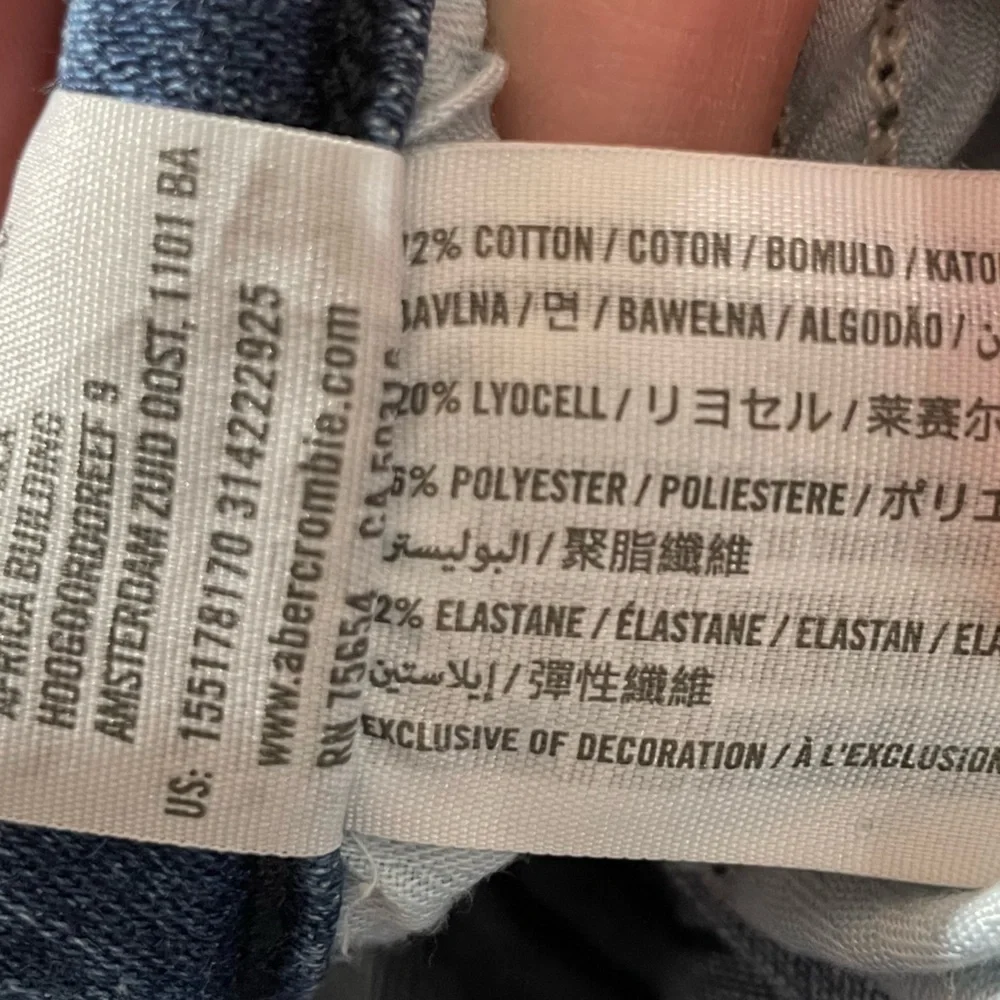 AFRICA BUILDING
HOOGOORDDREEF 9
AMSTERDAM ZUID OOST, 1101 BA
US: 155178170 3142222925
www.abercrombie.com
RN 75654
2% COTTON / COTON / BOMULD / KATO
BAVLNA / 면 / BAWEŁNA / ALGODÃO /
20% LYOCELL / リヨセル / 莱赛尔
6% POLYESTER / POLIESTERE / ポリエ
البوليستر / 聚脂纖維
2% ELASTANE / ÉLASTANE / ELASTAN / ELA
إيلاستين / 彈性纖維
EXCLUSIVE OF DECORATION / À L'EXCLUSION